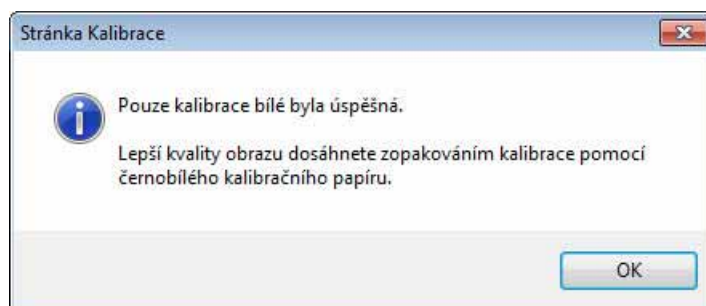 Stránka Kalibrace
Pouze kalibrace bílé byla úspěšná.
Lepší kvality obrazu dosáhnete zopakováním kalibrace pomocí
černobílého kalibračního papíru.
OK